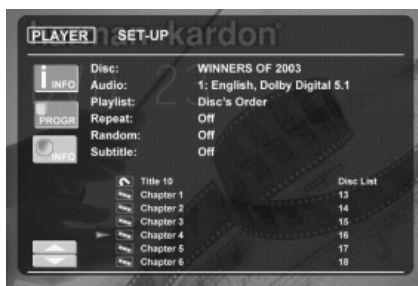 harman kardon
PLAYER SET-UP
INFO
PROGR
INFO
Disc: WINNERS OF 2003
Audio: 1: English, Dolby Digital 5.1
Playlist: Disc's Order
Repeat: Off
Random: Off
Subtitle: Off
Title 10 Disc List
Chapter 1 13
Chapter 2 14
Chapter 3 15
Chapter 4 16
Chapter 5 17
Chapter 6 18